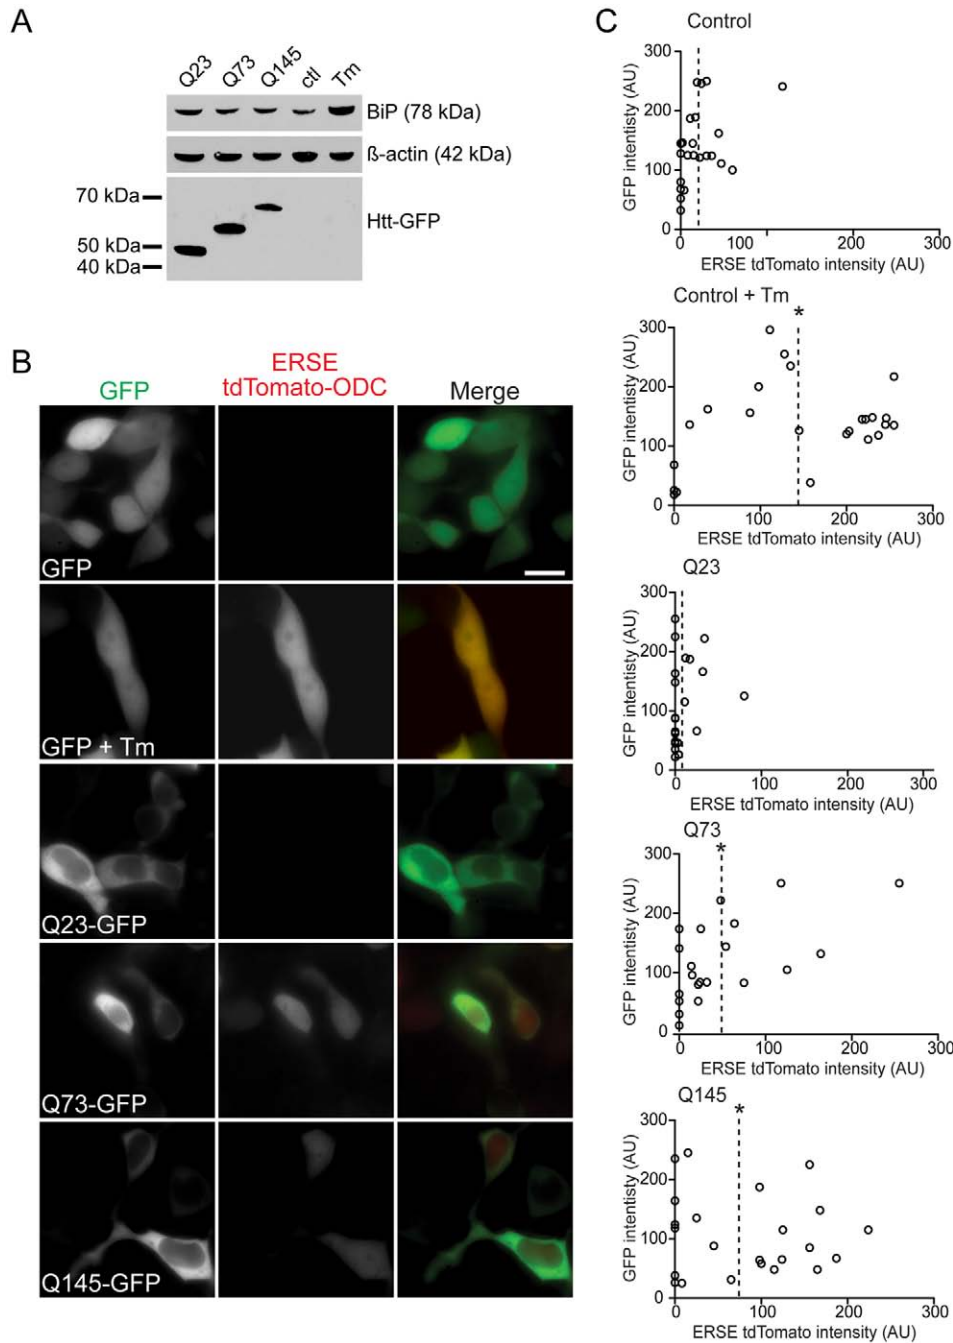 A
Q23 Q73 Q145 ctl Tm
BiP (78 kDa)
ß-actin (42 kDa)
70 kDa
50 kDa
40 kDa
Htt-GFP
B
GFP
ERSE
tdTomato-ODC
Merge
GFP
GFP + Tm
Q23-GFP
Q73-GFP
Q145-GFP
C
Control
GFP intentisty (AU)
300
200
100
0
0 100 200 300
ERSE tdTomato intensity (AU)
Control + Tm
*
GFP intentisty (AU)
300
200
100
0
0 100 200 300
ERSE tdTomato intensity (AU)
Q23
GFP intentisty (AU)
300
200
100
0
0 100 200 300
ERSE tdTomato intensity (AU)
Q73
*
GFP intentisty (AU)
300
200
100
0
0 100 200 300
ERSE tdTomato intensity (AU)
Q145
*
GFP intentisty (AU)
300
200
100
0
0 100 200 300
ERSE tdTomato intensity (AU)